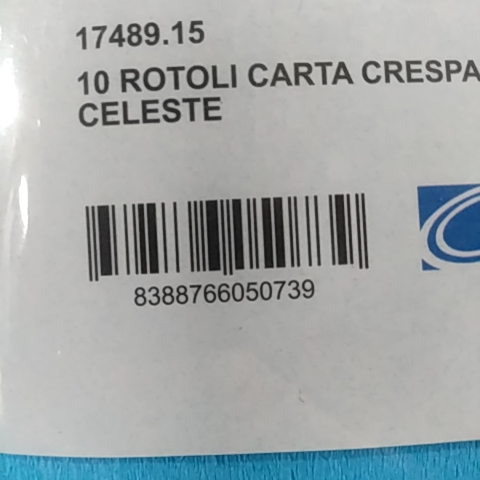 17489.15
10 ROTOLI CARTA CRESPA
CELESTE
8388766050739